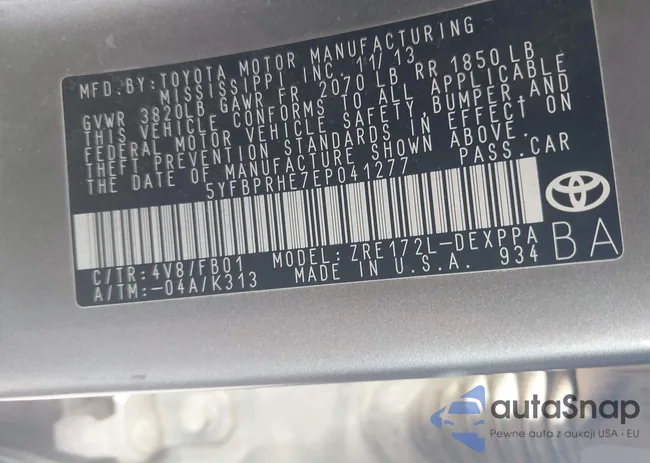 MFD. BY: TOYOTA MOTOR MANUFACTURING
MISSISSIPPI INC. 11/13
GVWR 3820LB GAWR FR 2070 LB RR 1850 LB
THIS VEHICLE CONFORMS TO ALL APPLICABLE
FEDERAL MOTOR VEHICLE SAFETY,BUMPER AND
THEFT PREVENTION STANDARDS IN EFFECT ON
THE DATE OF MANUFACTURE SHOWN ABOVE.
5YFBPRHE7EP041277 PASS.CAR
C/TR: 4V8/FB01 MODEL: ZRE172L-DEXPPA
A/TM:-04A/K313 MADE IN U.S.A. 934
BA
autaSnap
Pewne auta z aukcji USA i EU